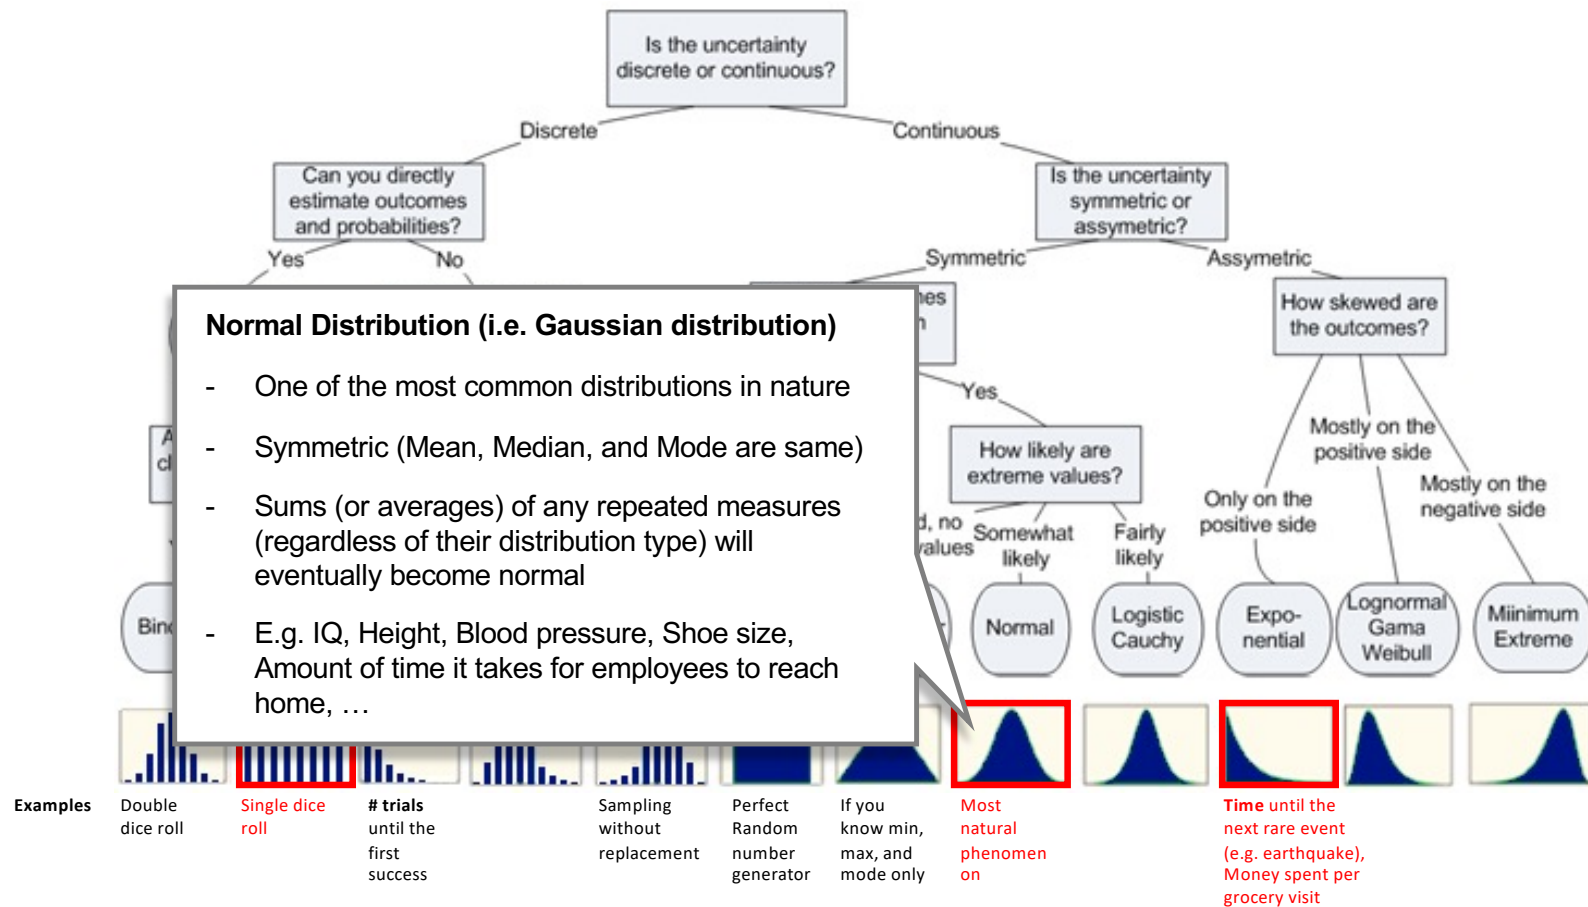 Is the uncertainty
discrete or continuous?
Discrete
Continuous
Can you directly
estimate outcomes
and probabilities?
Is the uncertainty
symmetric or
assymetric?
Yes
No
Symmetric
Assymetric
How skewed are
the outcomes?
Normal Distribution (i.e. Gaussian distribution)
- One of the most common distributions in nature
- Symmetric (Mean, Median, and Mode are same)
- Sums (or averages) of any repeated measures
(regardless of their distribution type) will
eventually become normal
- E.g. IQ, Height, Blood pressure, Shoe size,
Amount of time it takes for employees to reach
home, …
Yes
How likely are
extreme values?
no
Somewhat
likely
Fairly
likely
Only on the
positive side
Mostly on the
positive side
Mostly on the
negative side
Normal
Logistic
Cauchy
Expo-
nential
Lognormal
Gama
Weibull
Miinimum
Extreme
Examples
Double
dice roll
Single dice
roll
# trials
until the
first
success
Sampling
without
replacement
Perfect
Random
number
generator
If you
know min,
max, and
mode only
Most
natural
phenomen
on
Time until the
next rare event
(e.g. earthquake),
Money spent per
grocery visit